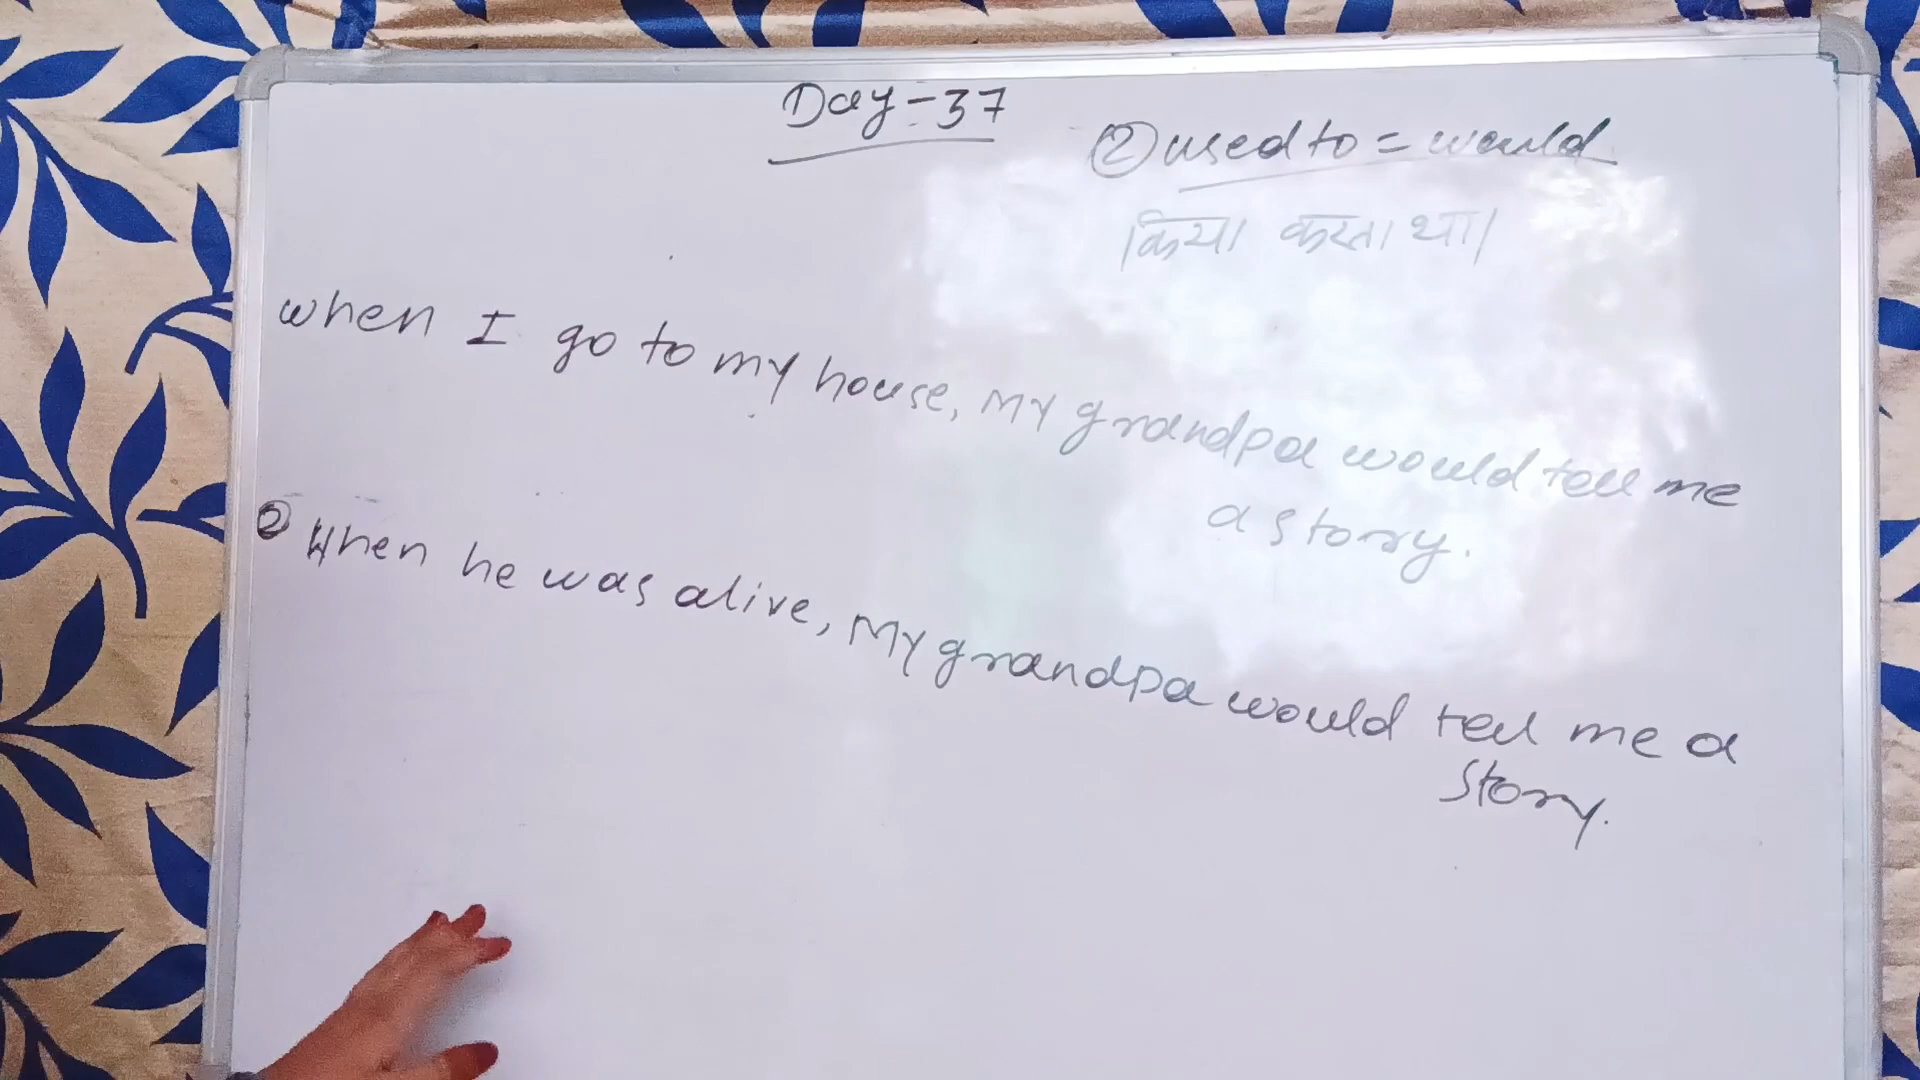 Day-37
② used to = would
किया करता था
when I go to my house, My grandpa would tell me
a story.
② When he was alive, My grandpa would tell me a
story.